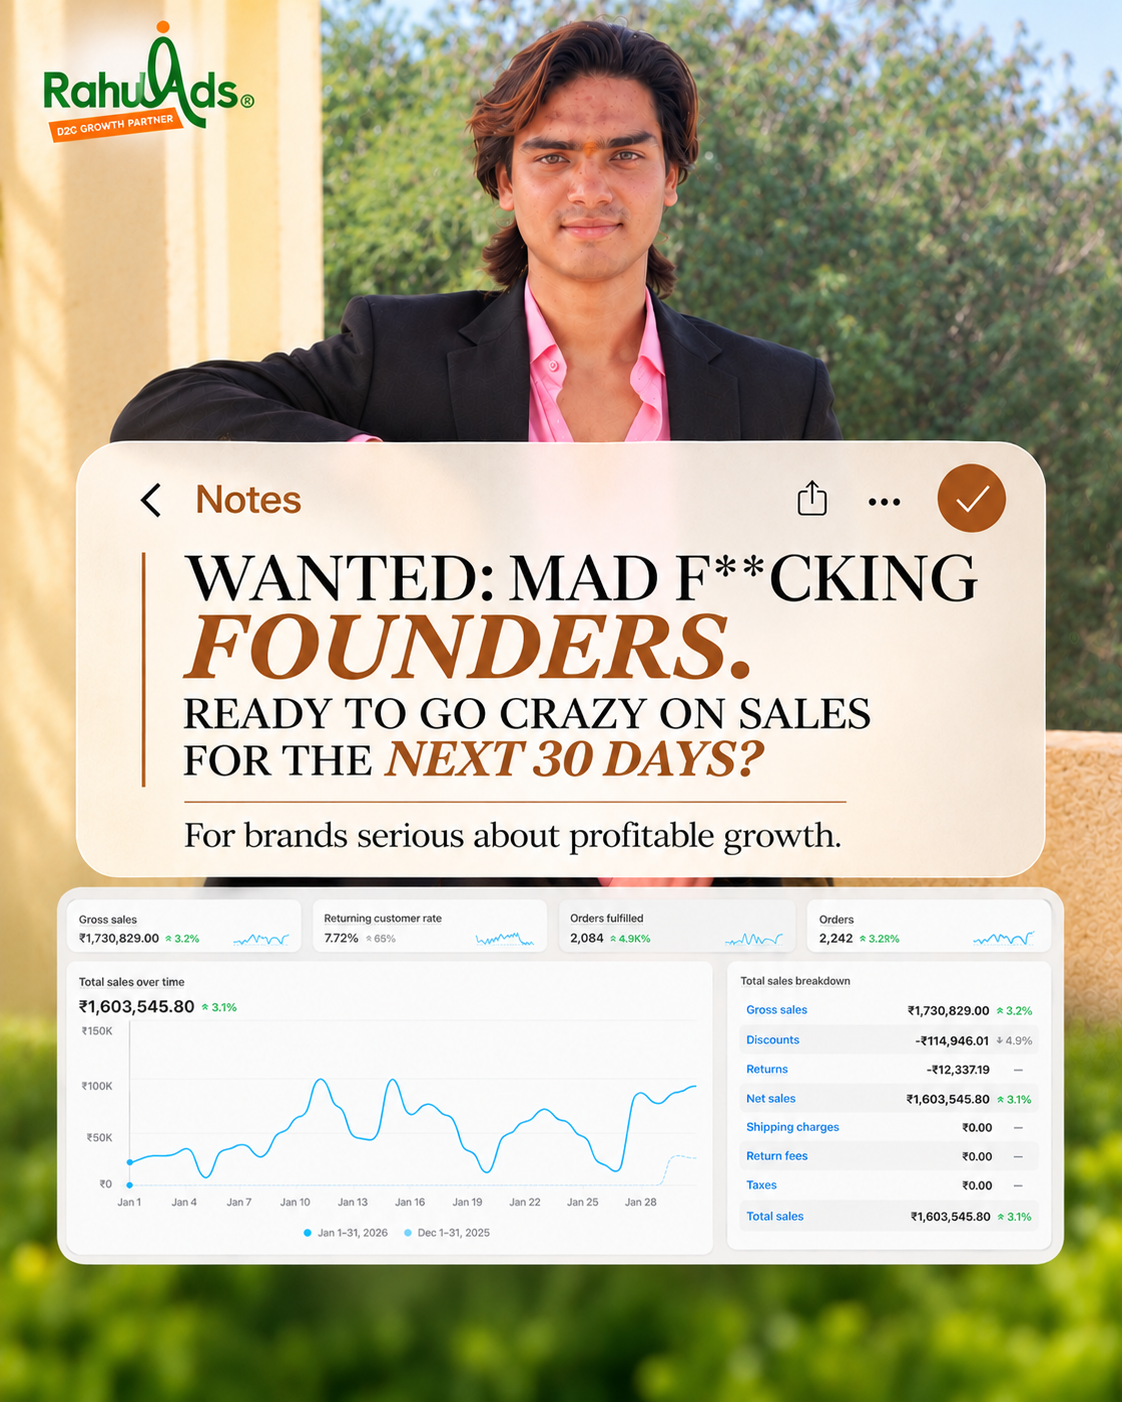 RahulAds®
D2C GROWTH PARTNER
Notes
WANTED: MAD F**CKING
FOUNDERS.
READY TO GO CRAZY ON SALES
FOR THE NEXT 30 DAYS?
For brands serious about profitable growth.
Gross sales
₹1,730,829.00 3.2%
Returning customer rate
7.72% 65%
Orders fulfilled
2,084 4.9K%
Orders
2,242 3.2R%
Total sales over time
₹1,603,545.80 3.1%
₹150K
₹100K
₹50K
₹0
Jan 1 Jan 4 Jan 7 Jan 10 Jan 13 Jan 16 Jan 19 Jan 22 Jan 25 Jan 28
Jan 1–31, 2026 Dec 1–31, 2025
Total sales breakdown
Gross sales ₹1,730,829.00 3.2%
Discounts -₹114,946.01 4.9%
Returns -₹12,337.19 —
Net sales ₹1,603,545.80 3.1%
Shipping charges ₹0.00 —
Return fees ₹0.00 —
Taxes ₹0.00 —
Total sales ₹1,603,545.80 3.1%